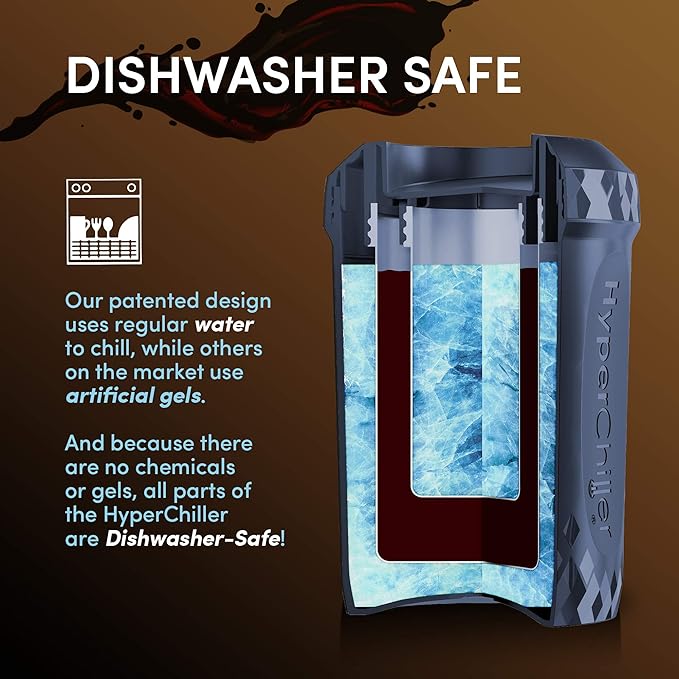 DISHWASHER SAFE
Our patented design
uses regular water
to chill, while others
on the market use
artificial gels.
And because there
are no chemicals
or gels, all parts of
the HyperChiller
are Dishwasher-Safe!
HyperChiller®